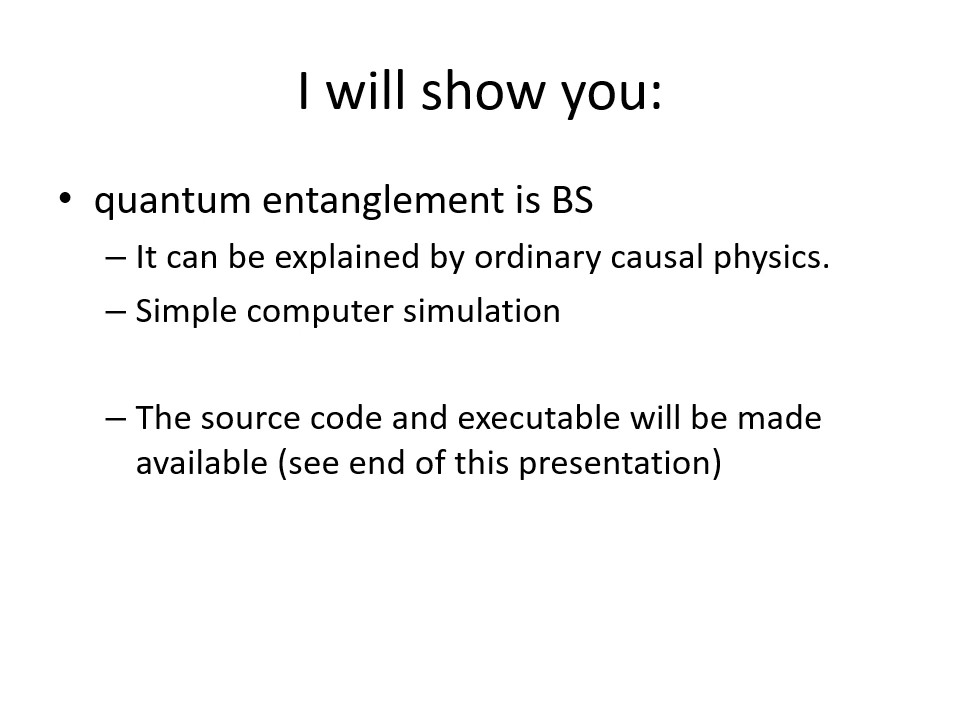 I will show you:
• quantum entanglement is BS
– It can be explained by ordinary causal physics.
– Simple computer simulation
– The source code and executable will be made
available (see end of this presentation)